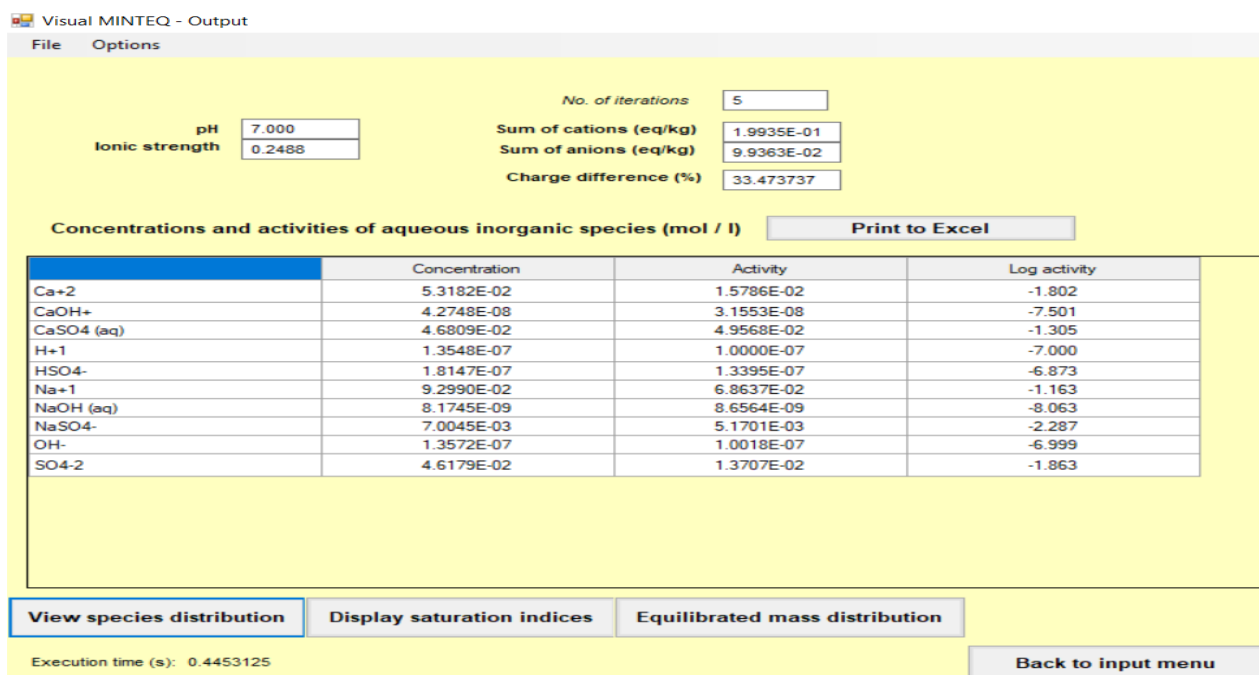 Visual MINTEQ - Output
File Options
No. of iterations 5
pH 7.000 Sum of cations (eq/kg) 1.9935E-01
Ionic strength 0.2488 Sum of anions (eq/kg) 9.9363E-02
Charge difference (%) 33.473737
Concentrations and activities of aqueous inorganic species (mol / l) Print to Excel
Concentration Activity Log activity
Ca+2 5.3182E-02 1.5786E-02 -1.802
CaOH+ 4.2748E-08 3.1553E-08 -7.501
CaSO4 (aq) 4.6809E-02 4.9568E-02 -1.305
H+1 1.3548E-07 1.0000E-07 -7.000
HSO4- 1.8147E-07 1.3395E-07 -6.873
Na+1 9.2990E-02 6.8637E-02 -1.163
NaOH (aq) 8.1745E-09 8.6564E-09 -8.063
NaSO4- 7.0045E-03 5.1701E-03 -2.287
OH- 1.3572E-07 1.0018E-07 -6.999
SO4-2 4.6179E-02 1.3707E-02 -1.863
View species distribution Display saturation indices Equilibrated mass distribution
Execution time (s): 0.4453125 Back to input menu